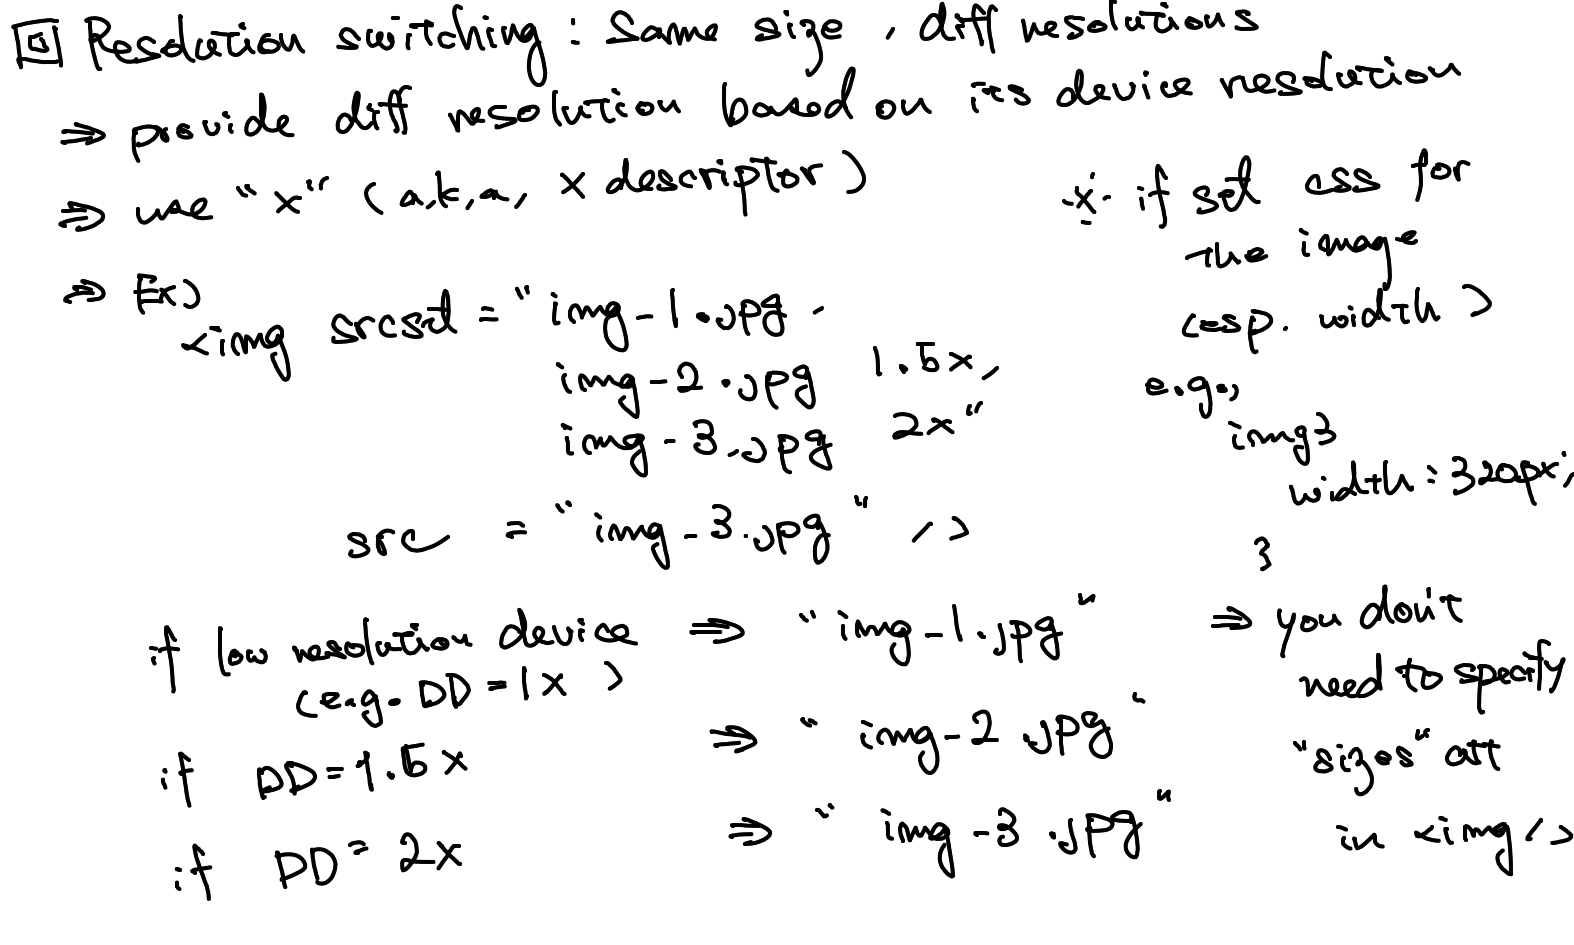 Resolution switching : Same size , diff resolutions
⇒ provide diff resolution based on its device resolution
⇒ use "x" ( a.k.a, x descriptor )
⇒ Ex)
<img srcset = "img-1.jpg ,
img-2.jpg 1.5x,
img-3.jpg 2x"
src = "img-3.jpg" />
if low resolution device ⇒ "img-1.jpg"
(e.g. DD = 1x )
if DD = 1.5x ⇒ "img-2.jpg"
if DD = 2x ⇒ "img-3.jpg"
※ if set css for
the image
(esp. width )
e.g.,
img {
width : 320px;
}
⇒ you don't
need to specify
"sizes" att
in <img />